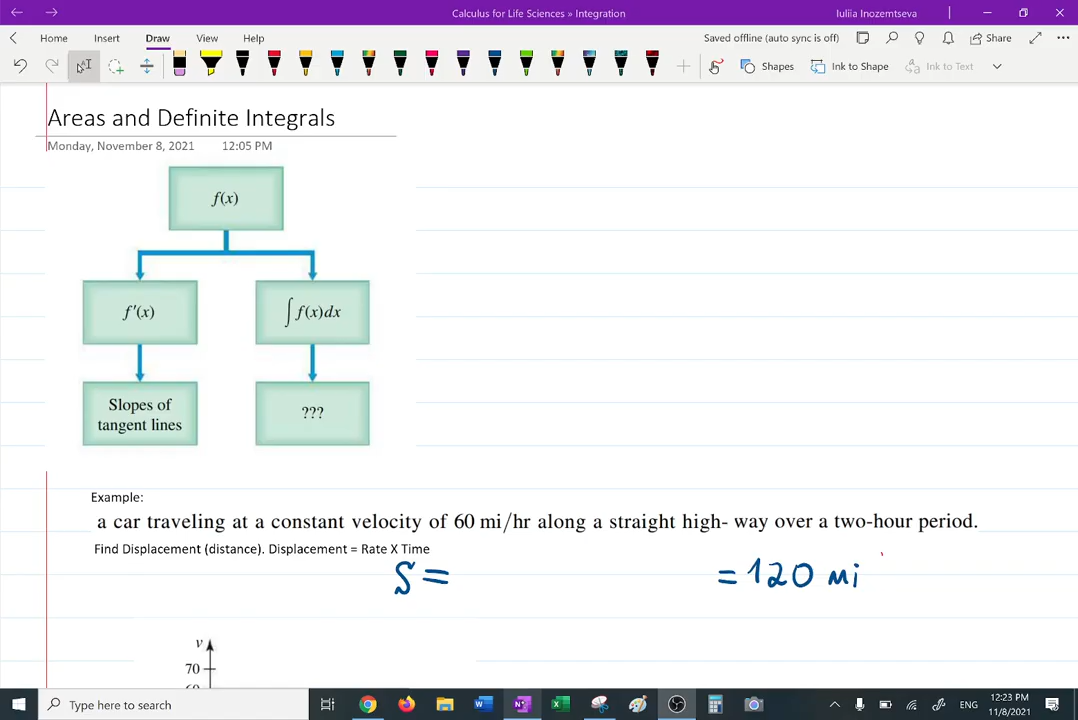 Calculus for Life Sciences » Integration
Iuliia Inozemtseva
Home Insert Draw View Help
Saved offline (auto sync is off)
Share
Shapes
Ink to Shape
Ink to Text
Areas and Definite Integrals
Monday, November 8, 2021 12:05 PM
f(x)
f′(x)
∫ f(x)dx
Slopes of
tangent lines
???
Example:
a car traveling at a constant velocity of 60 mi/hr along a straight high- way over a two-hour period.
Find Displacement (distance). Displacement = Rate X Time
S = = 120 mi
v
70
Type here to search
ENG
12:23 PM
11/8/2021